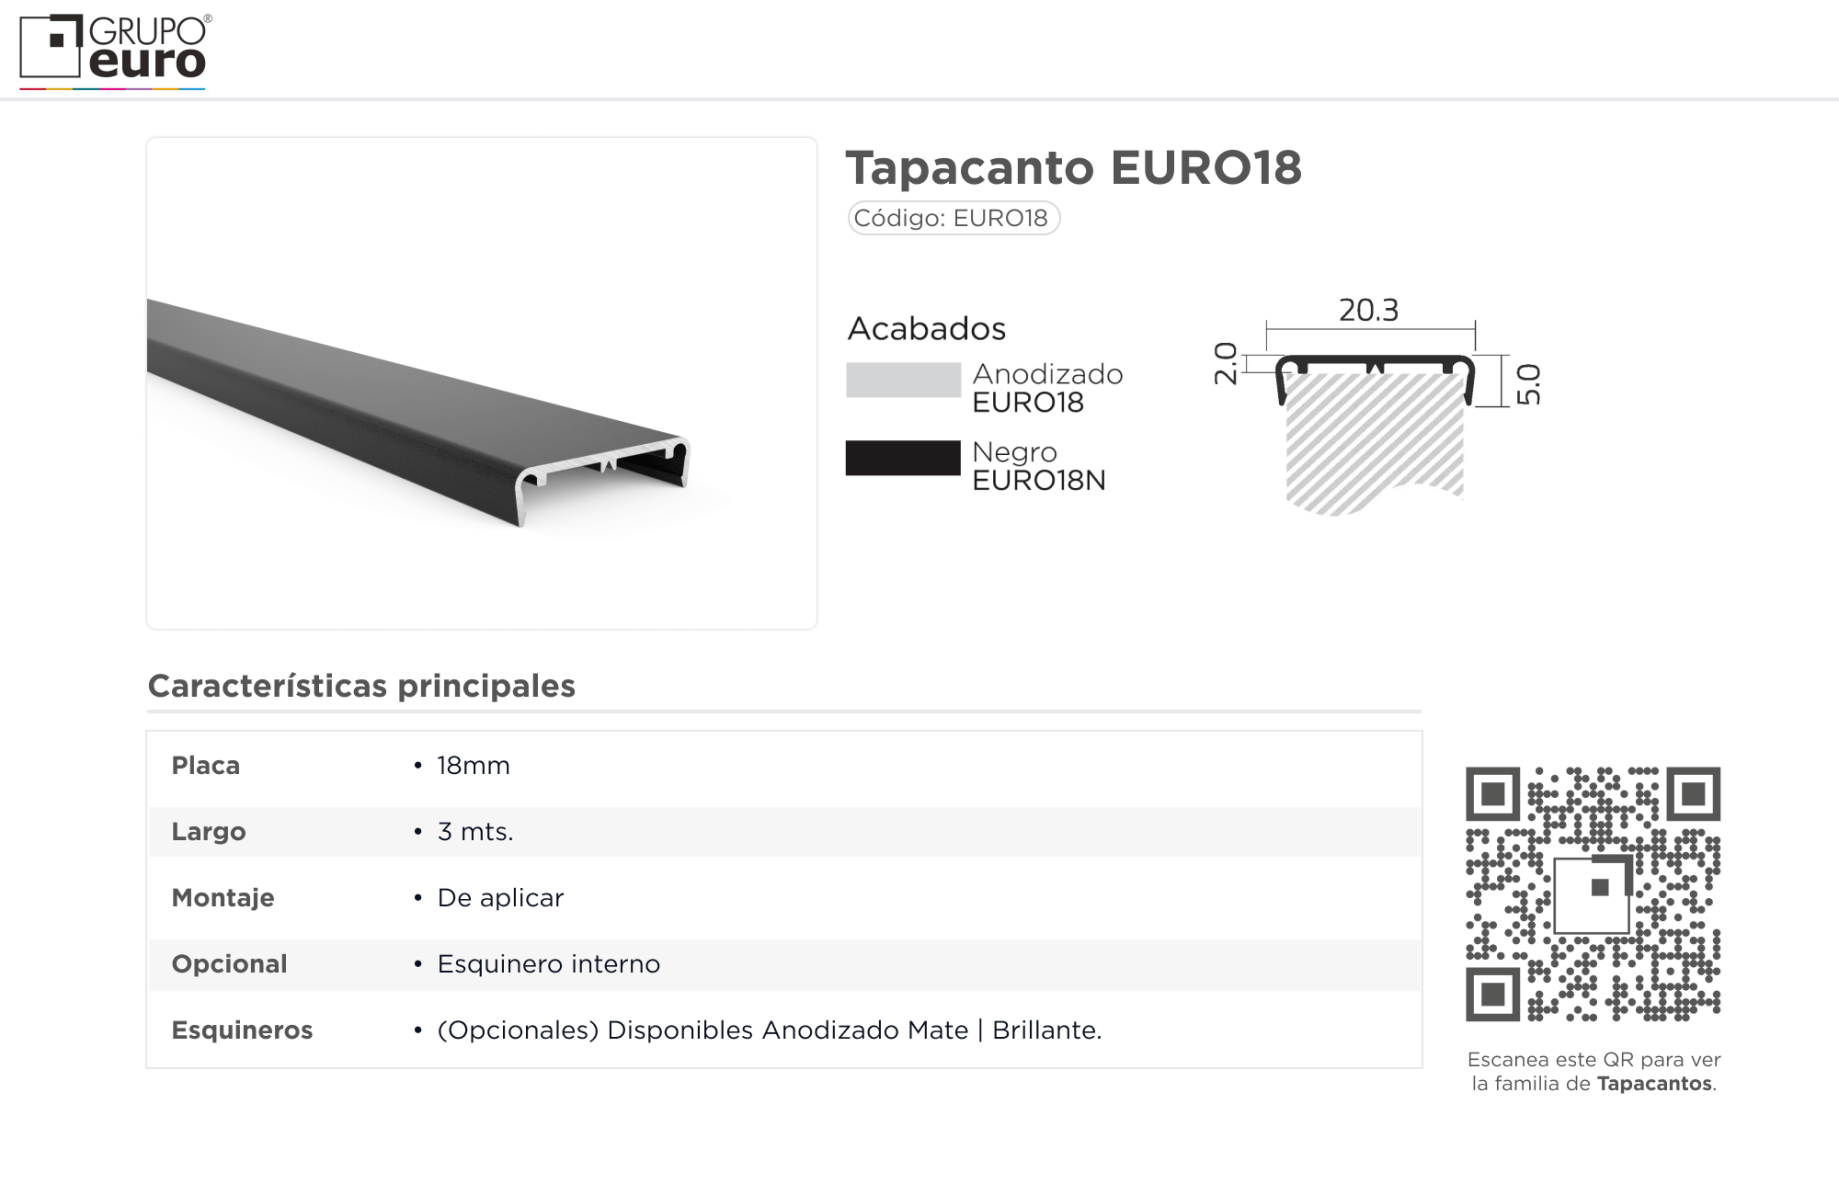 GRUPO®
euro
Tapacanto EURO18
Código: EURO18
Acabados
Anodizado
EURO18
Negro
EURO18N
20.3
2.0
5.0
Características principales
Placa • 18mm
Largo • 3 mts.
Montaje • De aplicar
Opcional • Esquinero interno
Esquineros • (Opcionales) Disponibles Anodizado Mate | Brillante.
Escanea este QR para ver
la familia de Tapacantos.